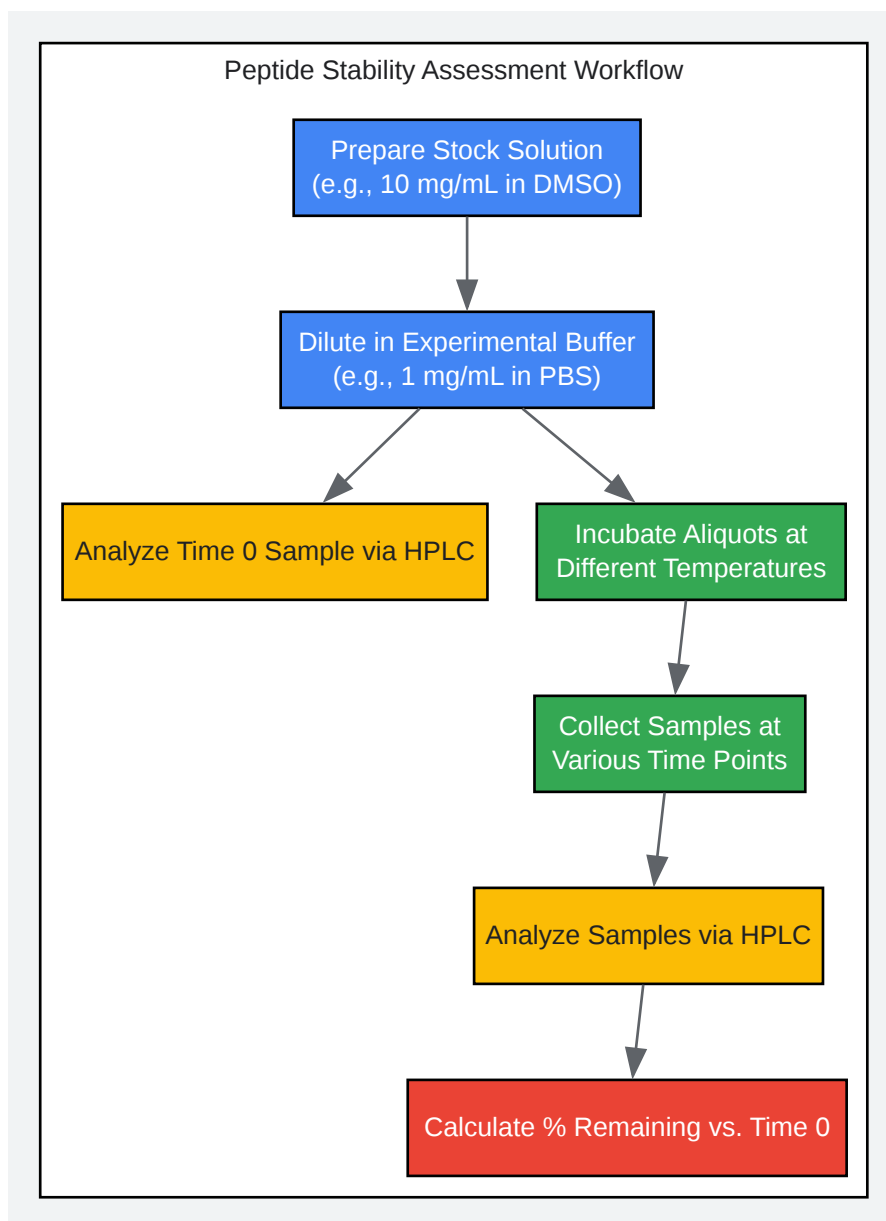 Peptide Stability Assessment Workflow
Prepare Stock Solution
(e.g., 10 mg/mL in DMSO)
Dilute in Experimental Buffer
(e.g., 1 mg/mL in PBS)
Analyze Time 0 Sample via HPLC
Incubate Aliquots at
Different Temperatures
Collect Samples at
Various Time Points
Analyze Samples via HPLC
Calculate % Remaining vs. Time 0